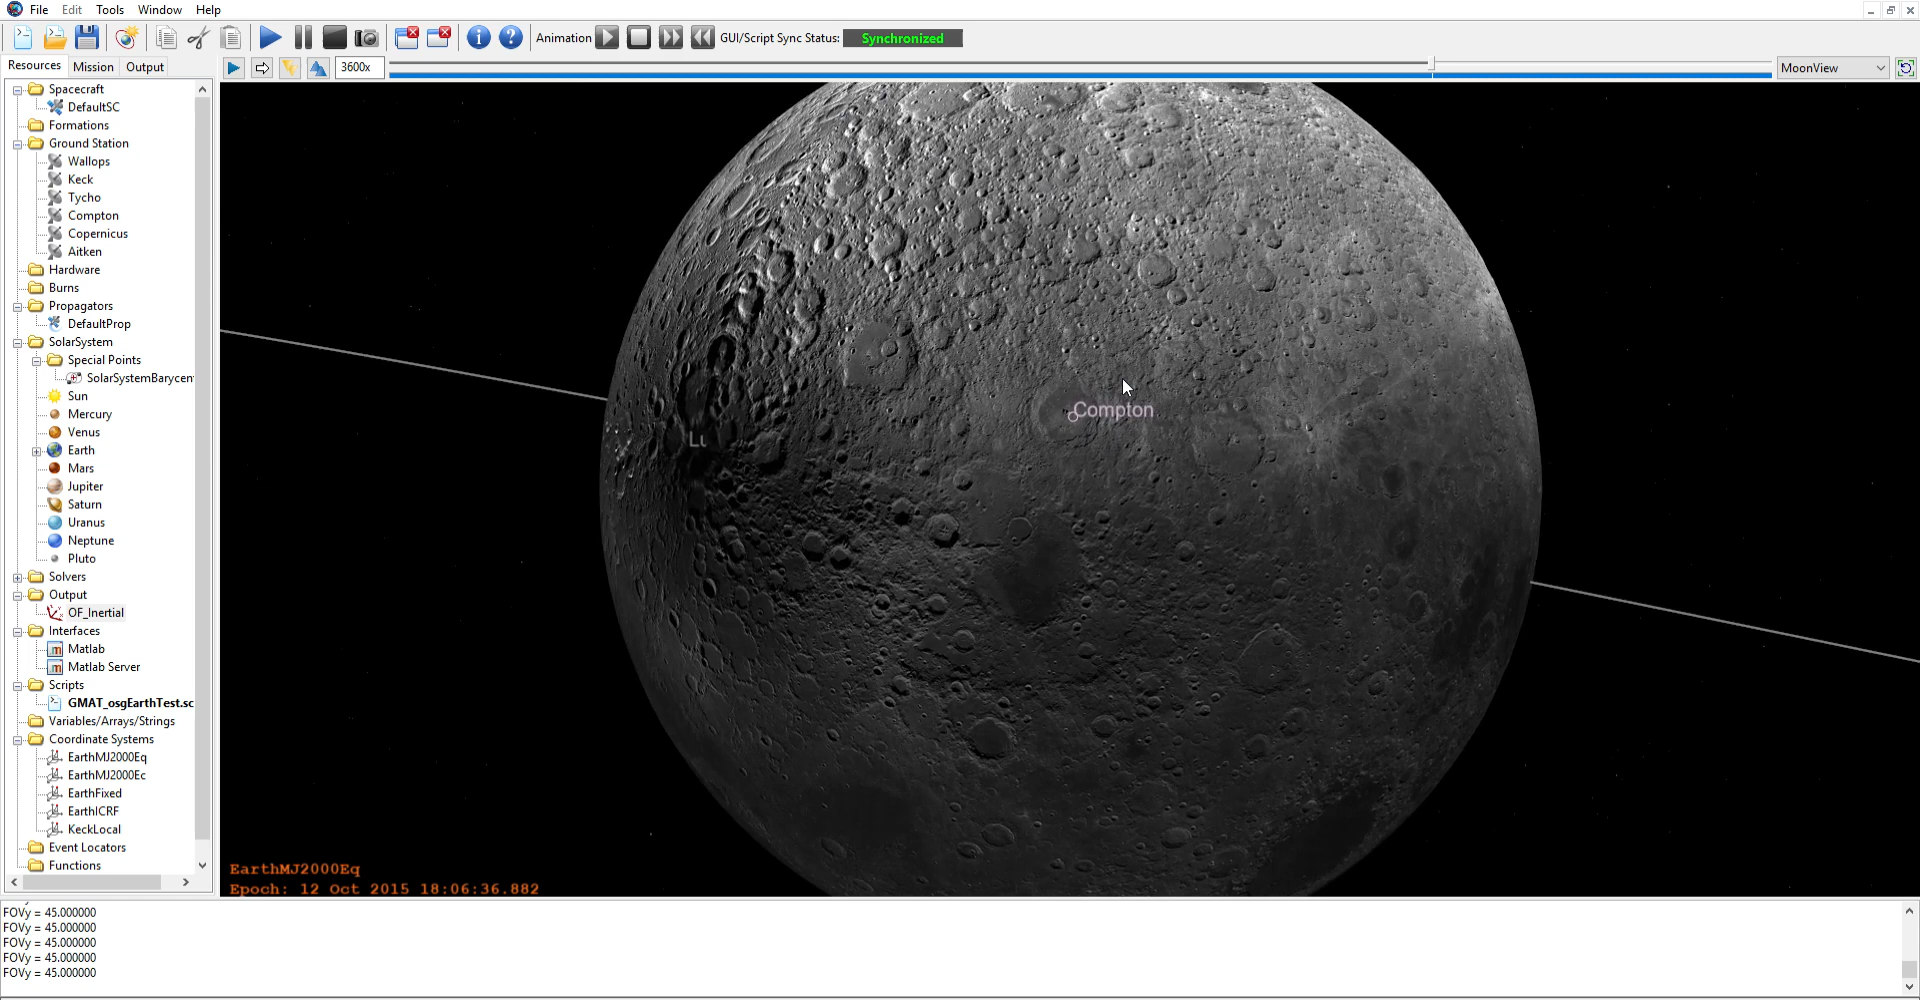 File Edit Tools Window Help
Animation GUI/Script Sync Status: Synchronized
Resources Mission Output
3600x
MoonView
Spacecraft
DefaultSC
Formations
Ground Station
Wallops
Keck
Tycho
Compton
Copernicus
Aitken
Hardware
Burns
Propagators
DefaultProp
SolarSystem
Special Points
SolarSystemBarycen
Sun
Mercury
Venus
Earth
Mars
Jupiter
Saturn
Uranus
Neptune
Pluto
Solvers
Output
OF_Inertial
Interfaces
Matlab
Matlab Server
Scripts
GMAT_osgEarthTest.sc
Variables/Arrays/Strings
Coordinate Systems
EarthMJ2000Eq
EarthMJ2000Ec
EarthFixed
EarthICRF
KeckLocal
Event Locators
Functions
Compton
Lu
EarthMJ2000Eq
Epoch: 12 Oct 2015 18:06:36.882
FOVy = 45.000000
FOVy = 45.000000
FOVy = 45.000000
FOVy = 45.000000
FOVy = 45.000000